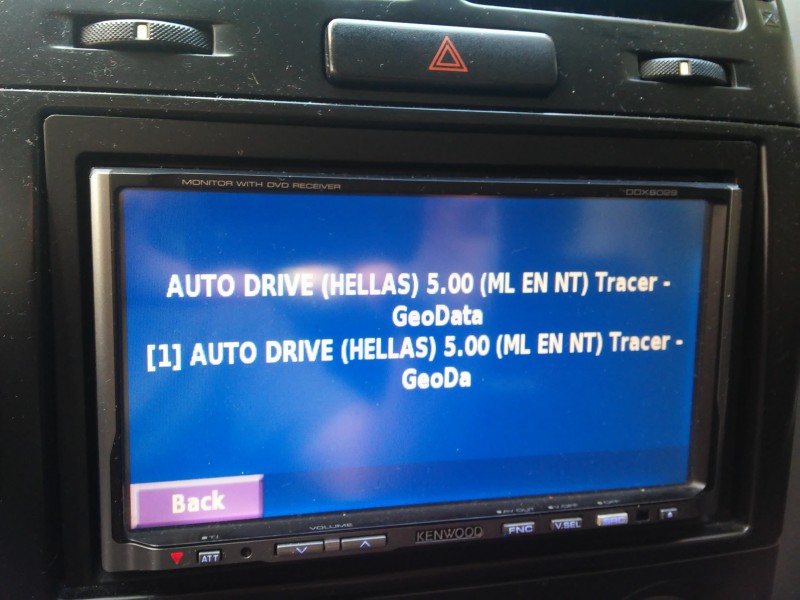 MONITOR WITH DVD RECEIVER
DDX8029
AUTO DRIVE (HELLAS) 5.00 (ML EN NT) Tracer -
GeoData
[1] AUTO DRIVE (HELLAS) 5.00 (ML EN NT) Tracer -
GeoDa
Back
VOLUME
ATT
KENWOOD
FNC
V.SEL